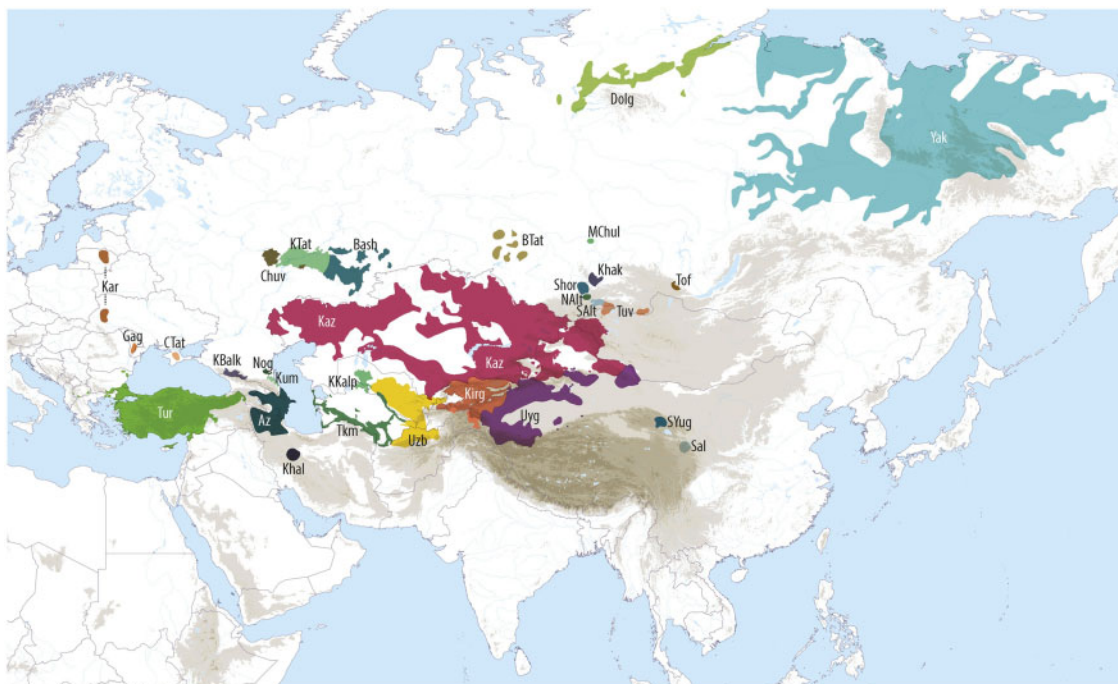 Dolg
Yak
MChul
KTat
Bash
BTat
Chuv
Khak
Shor
Tof
NAlt
SAlt
Tuv
Kar
Kaz
Gag
CTat
KBalk
Nog
Kum
KKalp
Kaz
Kirg
Tur
Az
Tkm
Uzb
Uyg
SYug
Sal
Khal